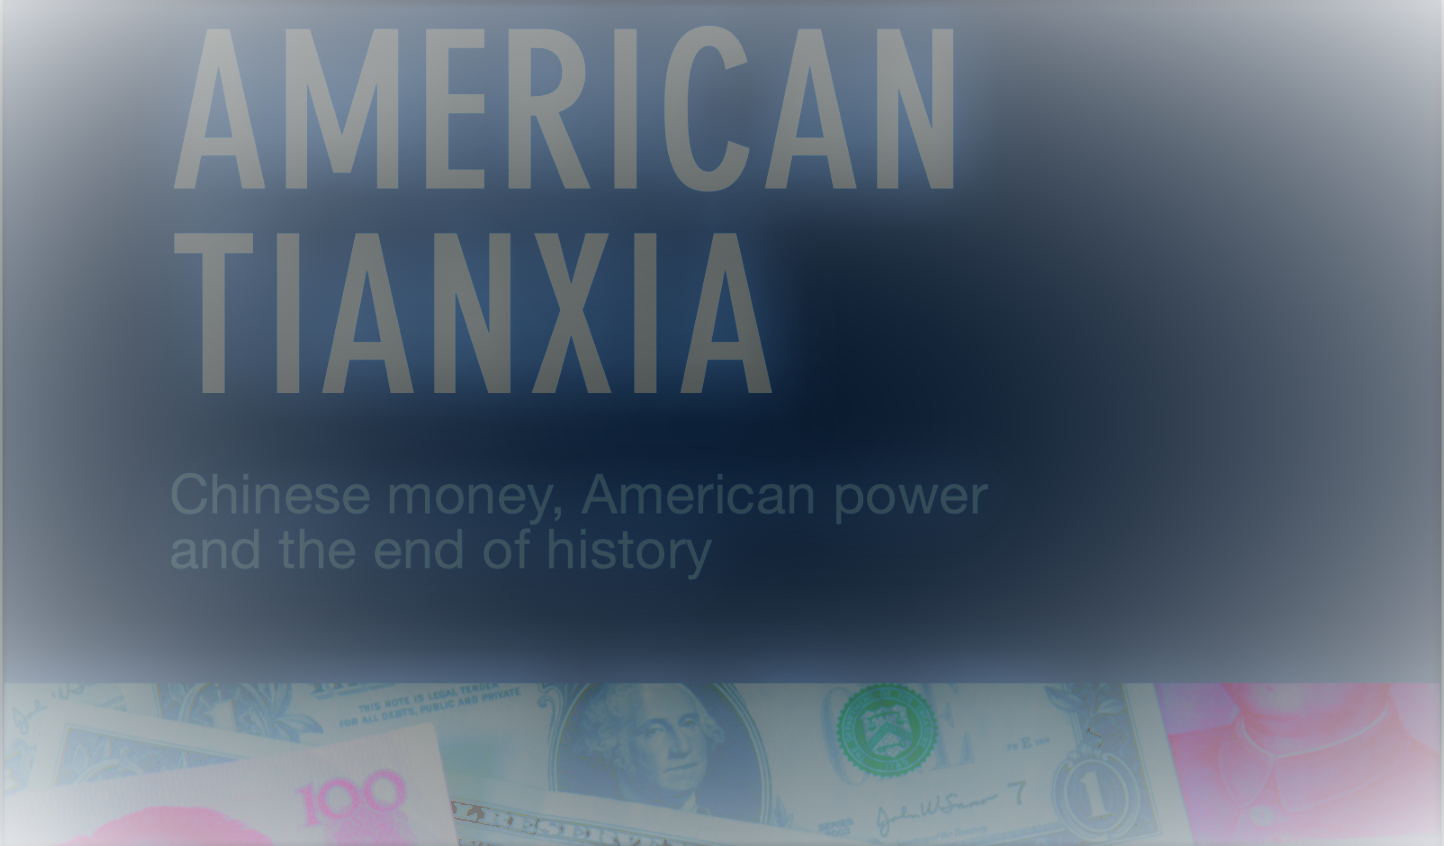 AMERICAN
TIANXIA
Chinese money, American power
and the end of history
THIS NOTE IS LEGAL TENDER
FOR ALL DEBTS, PUBLIC AND PRIVATE
100
7
1